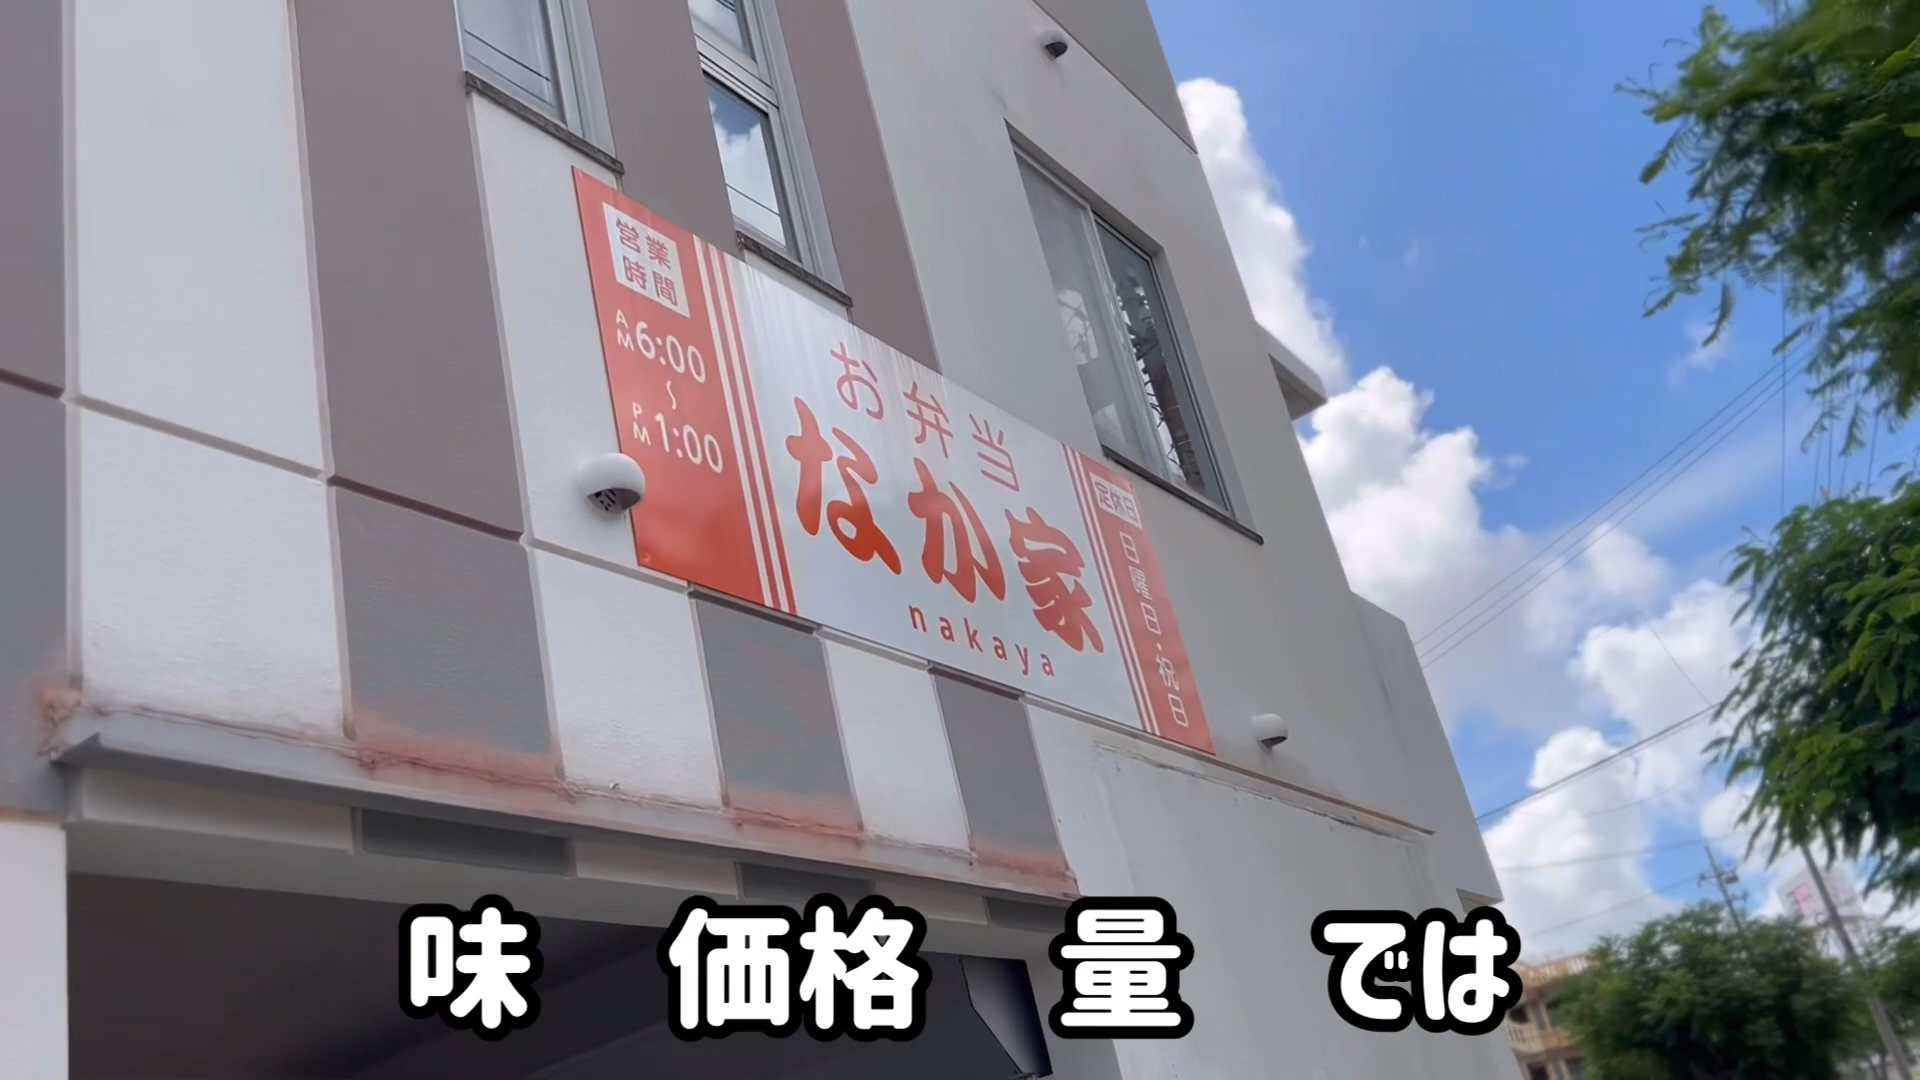 営業
時間
AM6:00
〜
PM1:00
お弁当
なか家
nakaya
定休日
日曜日・祝日
味 価格 量 では